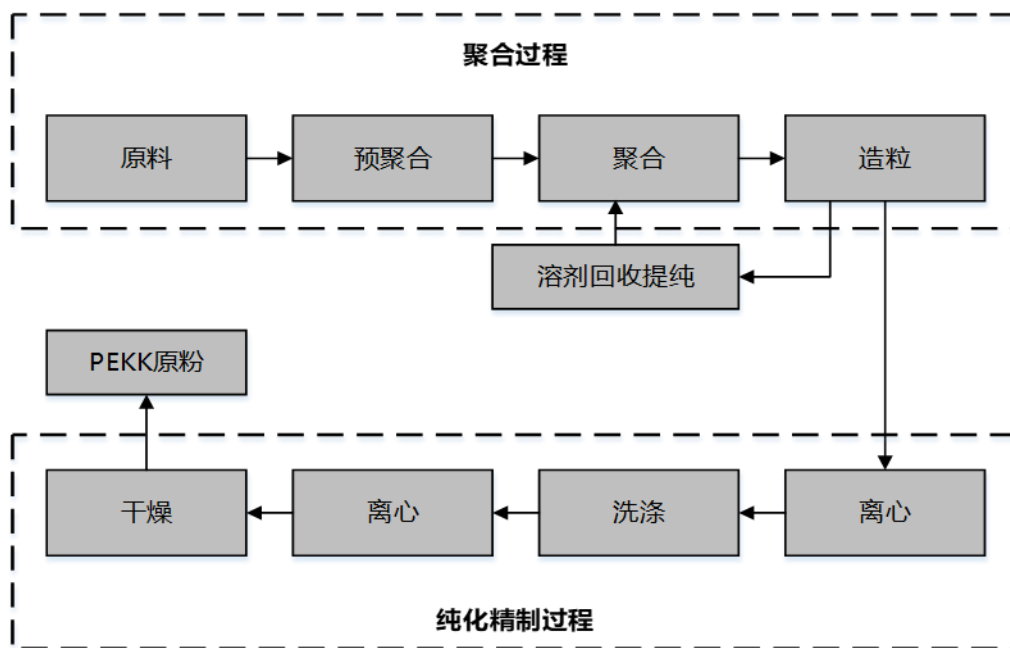 聚合过程
原料
预聚合
聚合
造粒
溶剂回收提纯
PEKK原粉
干燥
离心
洗涤
离心
纯化精制过程